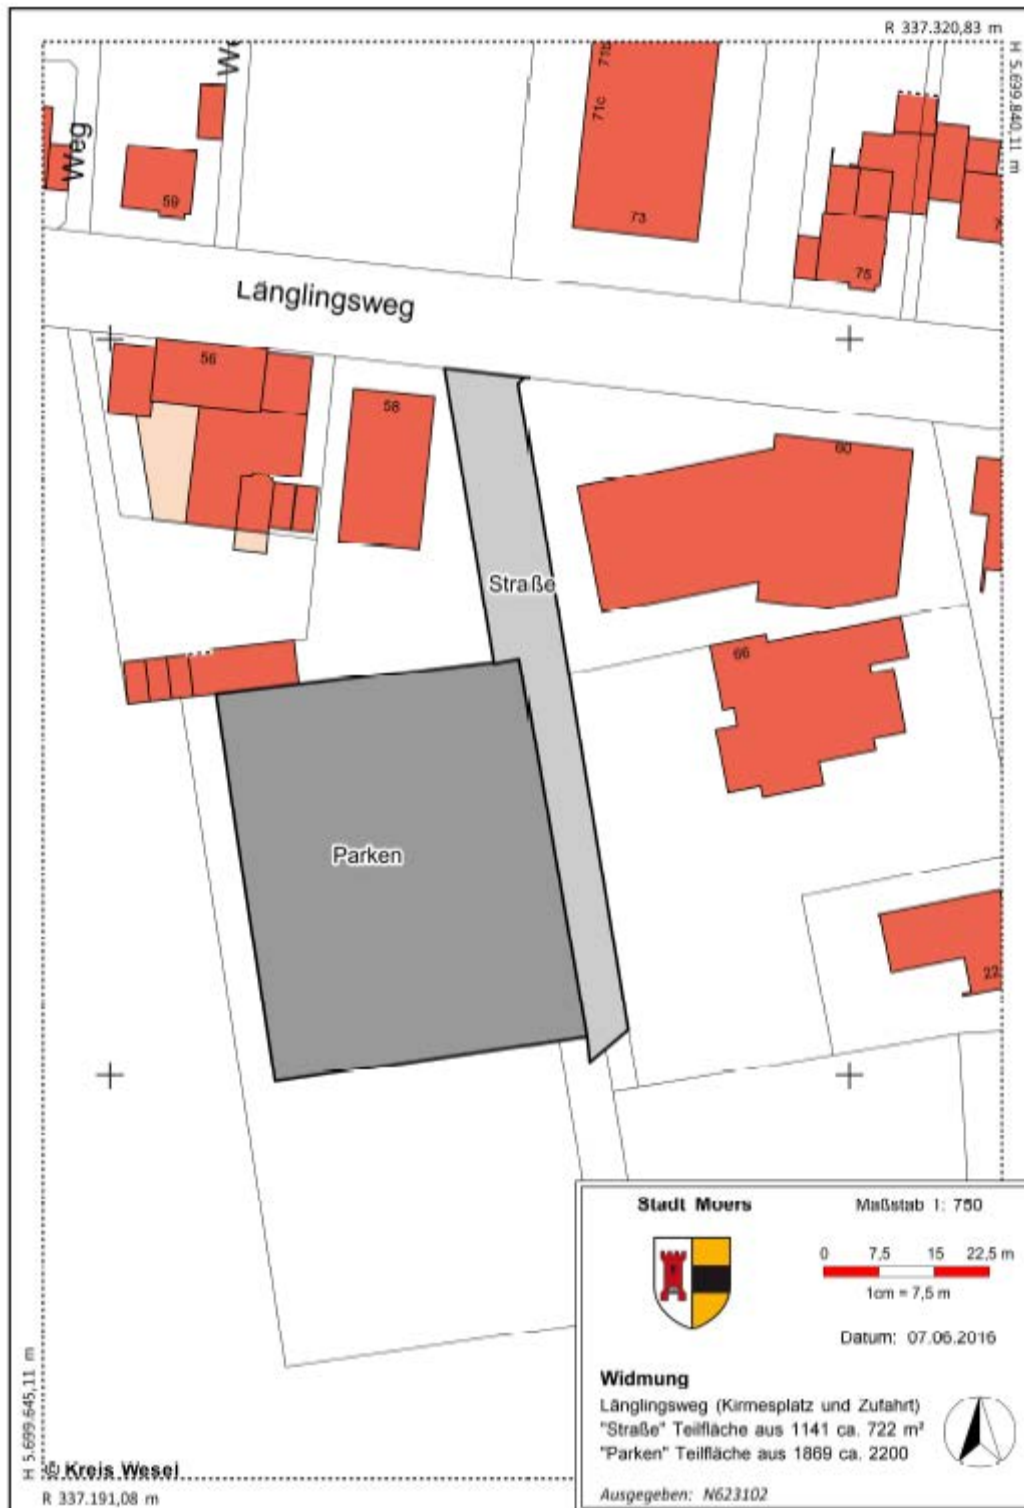 R 337.320,83 m
H 5.699.840,11 m
Weg
59
71c
73
75
Länglingsweg
56
58
60
Straße
66
Parken
22
Stadt Moers
Maßstab 1: 750
0 7,5 15 22,5 m
1cm = 7,5 m
Datum: 07.06.2016
Widmung
Länglingsweg (Kirmesplatz und Zufahrt)
"Straße" Teilfläche aus 1141 ca. 722 m²
"Parken" Teilfläche aus 1869 ca. 2200
Ausgegeben: N623102
H 5.699.645,11 m
© Kreis Wesel
R 337.191,08 m